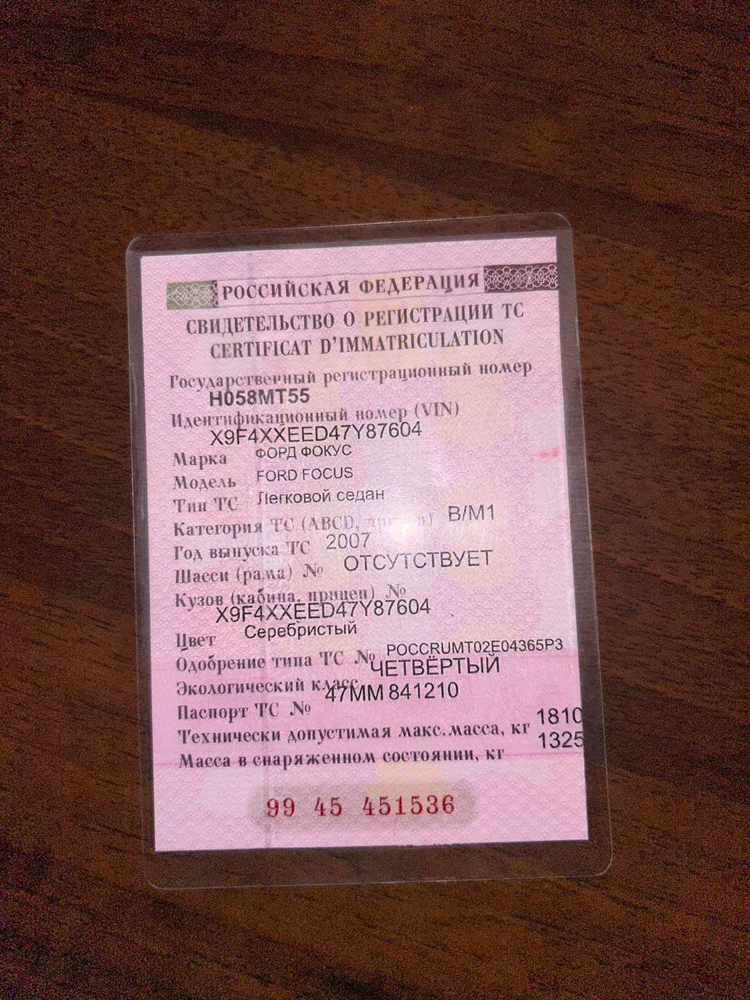 РОССИЙСКАЯ ФЕДЕРАЦИЯ
СВИДЕТЕЛЬСТВО О РЕГИСТРАЦИИ ТС
CERTIFICAT D'IMMATRICULATION
Государственный регистрационный номер
Н058МТ55
Идентификационный номер (VIN)
X9F4XXEED47Y87604
Марка ФОРД ФОКУС
Модель FORD FOCUS
Тип ТС Легковой седан
Категория ТС (ABCD, прицеп) В/М1
Год выпуска ТС 2007
Шасси (рама) № ОТСУТСТВУЕТ
Кузов (кабина, прицеп) №
X9F4XXEED47Y87604
Цвет Серебристый
Одобрение типа ТС № РОССRUMT02E04365P3
Экологический класс ЧЕТВЁРТЫЙ
Паспорт ТС № 47ММ 841210
Технически допустимая макс.масса, кг 1810
Масса в снаряженном состоянии, кг 1325
99 45 451536